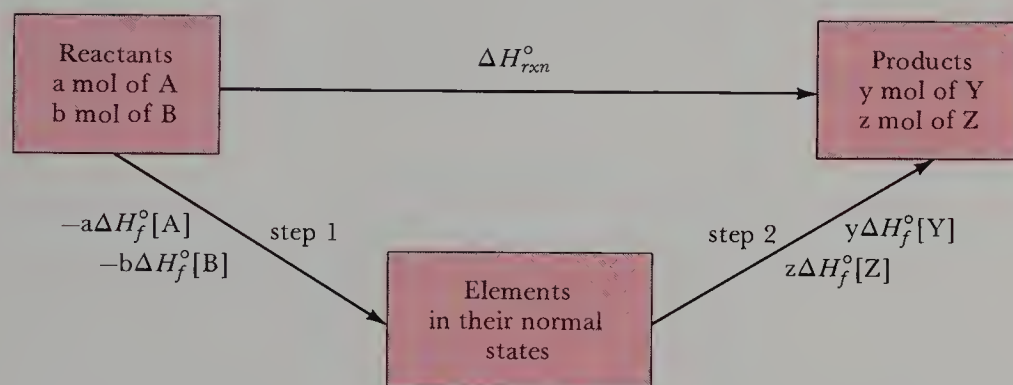 Reactants
a mol of A
b mol of B
ΔH°rxn
Products
y mol of Y
z mol of Z
−aΔH°f[A]
−bΔH°f[B]
step 1
step 2
yΔH°f[Y]
zΔH°f[Z]
Elements
in their normal
states